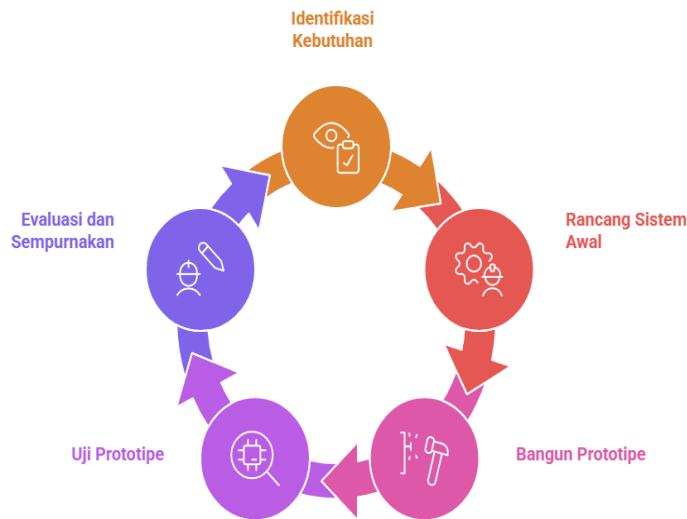 Identifikasi
Kebutuhan
Rancang Sistem
Awal
Bangun Prototipe
Uji Prototipe
Evaluasi dan
Sempurnakan